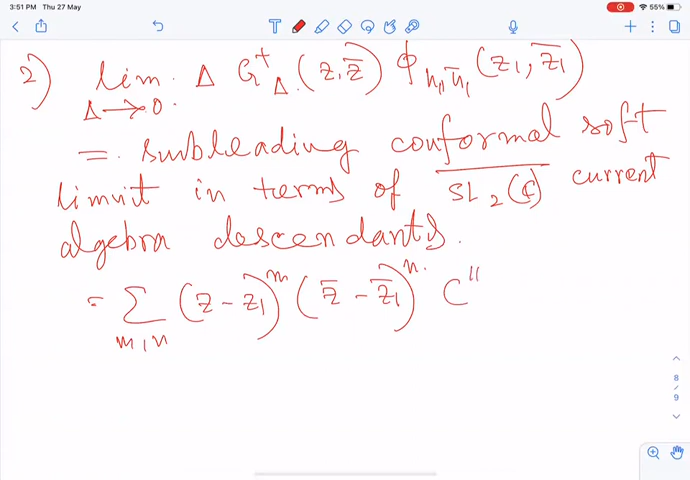 3:51 PM Thu 27 May
55%
2) lim Δ→0 Δ G⁺_Δ (z, z̄) ϕ_{h₁ h̄₁} (z₁, z̄₁)
= subleading conformal soft
limit in terms of \overline{SL₂(ℂ)} current
algebra descendants.
= Σ_{m,n} (z - z₁)^m (z̄ - z̄₁)^n. C"
8
/
9